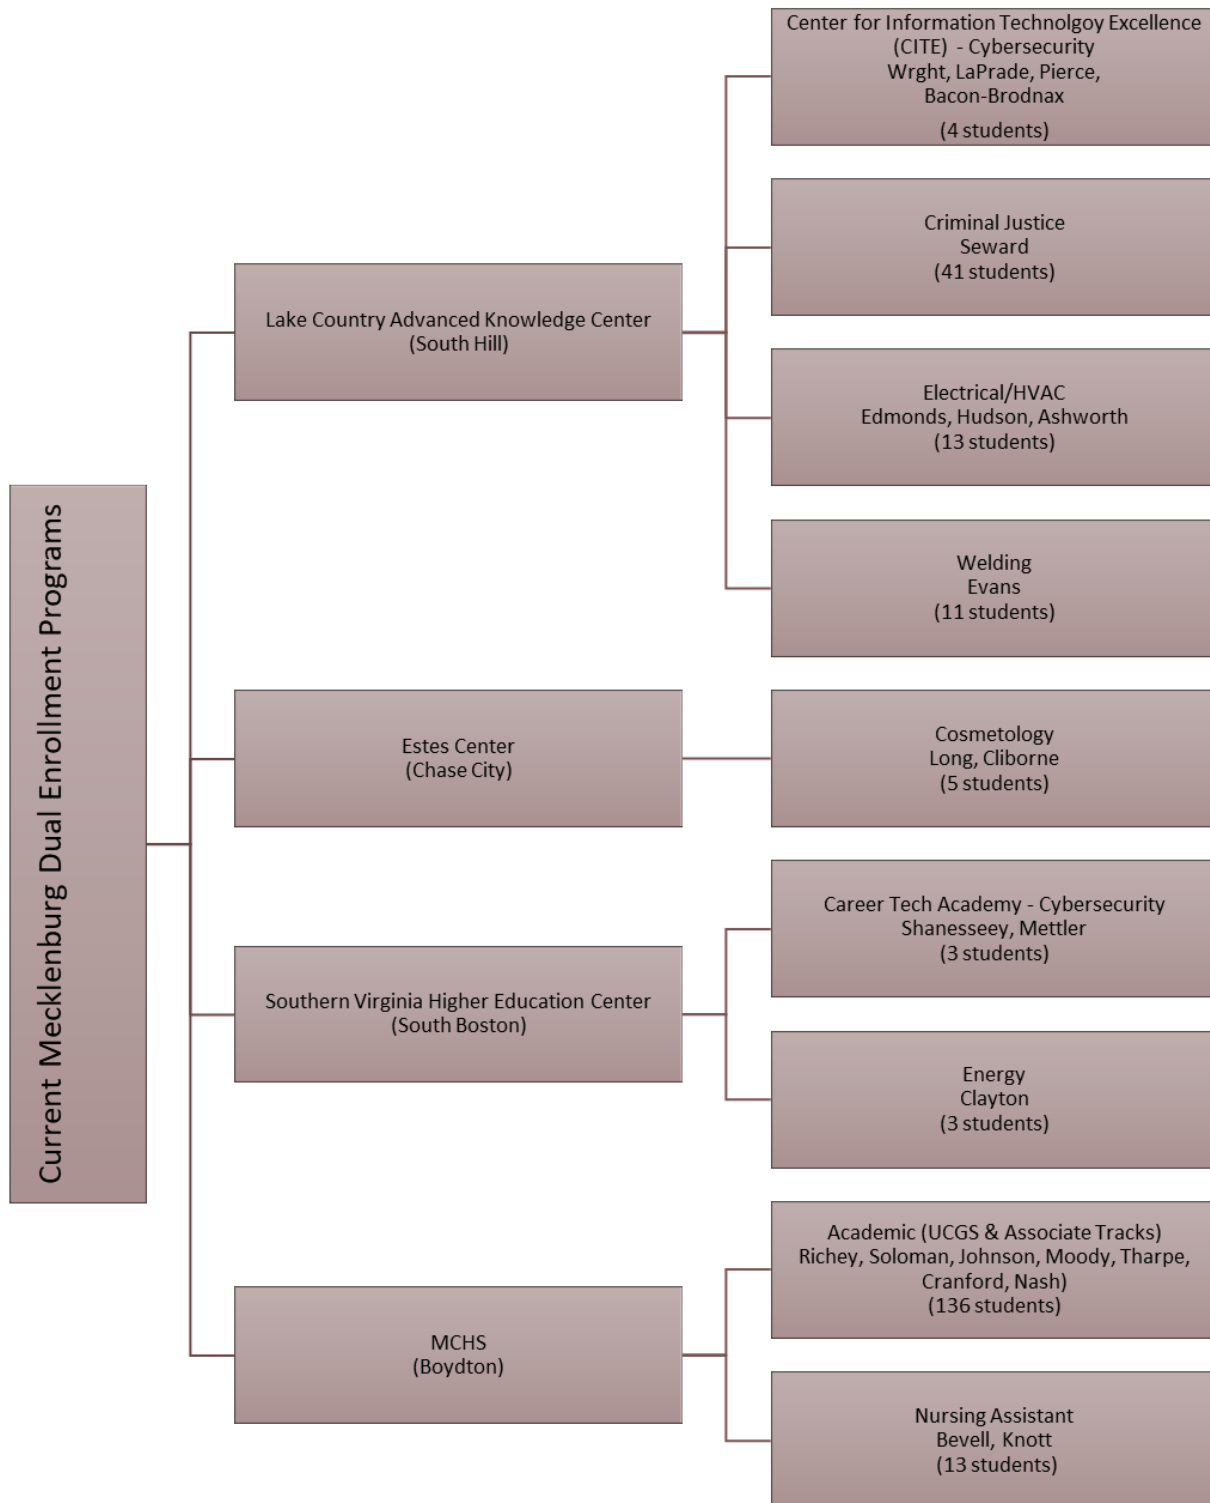 Current Mecklenburg Dual Enrollment Programs
Lake Country Advanced Knowledge Center
(South Hill)
Center for Information Technolgoy Excellence
(CITE) - Cybersecurity
Wrght, LaPrade, Pierce,
Bacon-Brodnax
(4 students)
Criminal Justice
Seward
(41 students)
Electrical/HVAC
Edmonds, Hudson, Ashworth
(13 students)
Welding
Evans
(11 students)
Estes Center
(Chase City)
Cosmetology
Long, Cliborne
(5 students)
Southern Virginia Higher Education Center
(South Boston)
Career Tech Academy - Cybersecurity
Shanesseey, Mettler
(3 students)
Energy
Clayton
(3 students)
MCHS
(Boydton)
Academic (UCGS & Associate Tracks)
Richey, Soloman, Johnson, Moody, Tharpe,
Cranford, Nash)
(136 students)
Nursing Assistant
Bevell, Knott
(13 students)